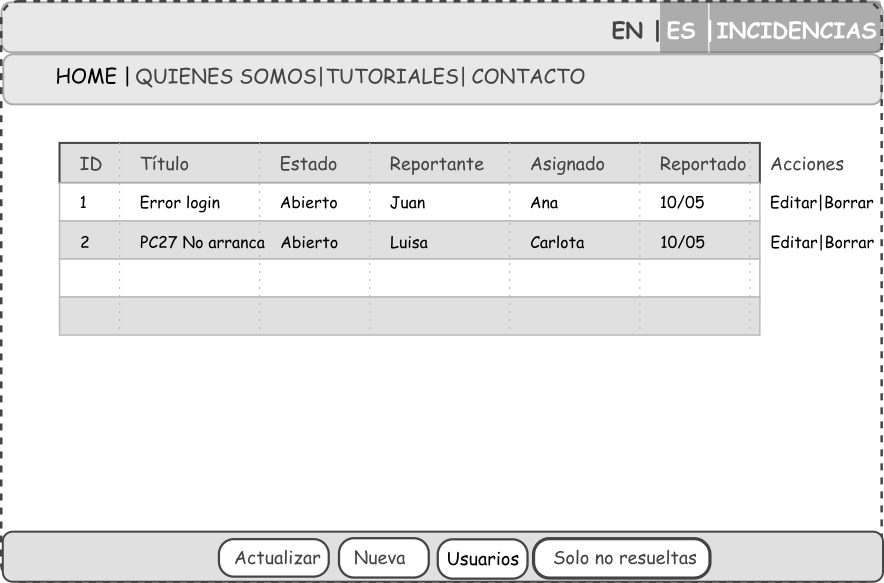 EN | ES | INCIDENCIAS
HOME | QUIENES SOMOS| TUTORIALES| CONTACTO
ID Título Estado Reportante Asignado Reportado Acciones
1 Error login Abierto Juan Ana 10/05 Editar|Borrar
2 PC27 No arranca Abierto Luisa Carlota 10/05 Editar|Borrar
Actualizar Nueva Usuarios Solo no resueltas